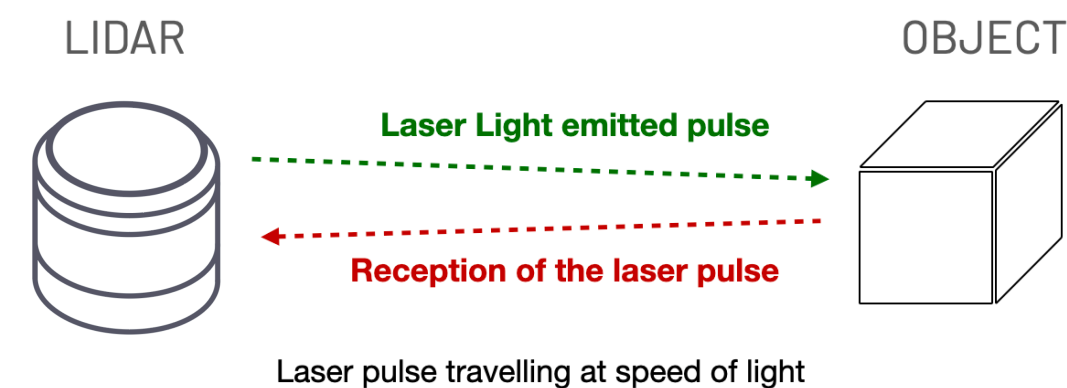 LIDAR
OBJECT
Laser Light emitted pulse
Reception of the laser pulse
Laser pulse travelling at speed of light